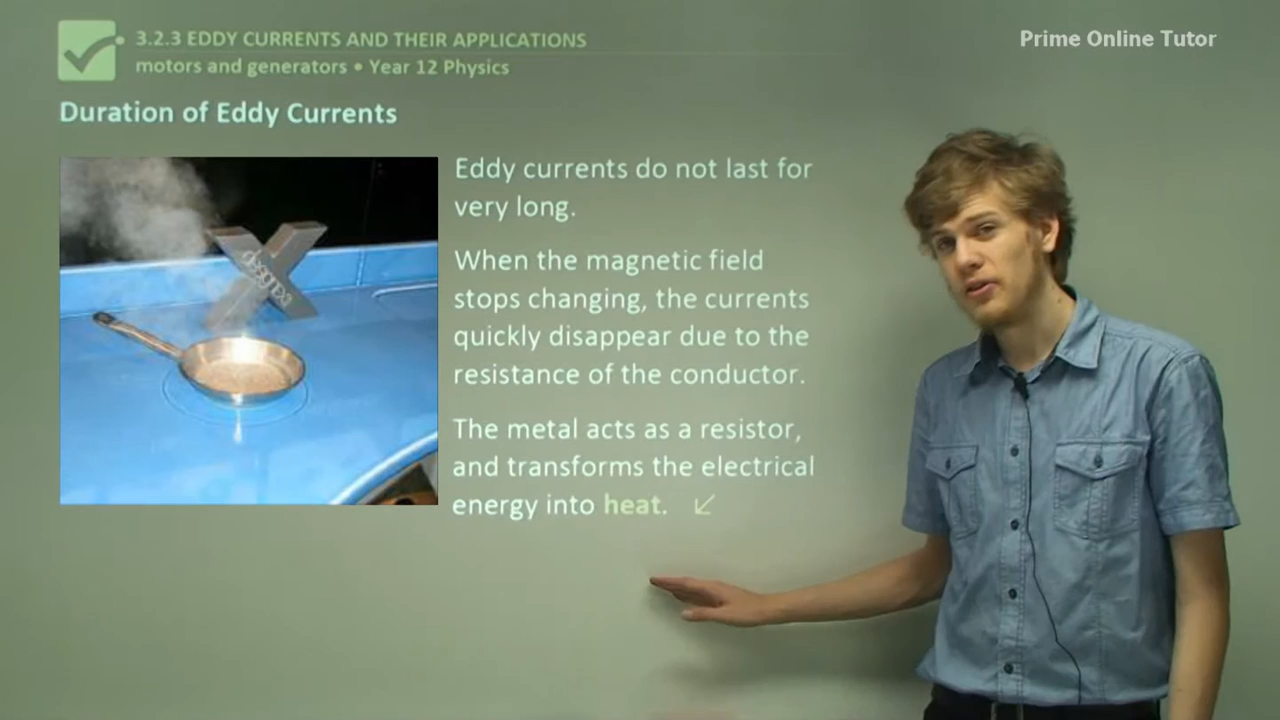 3.2.3 EDDY CURRENTS AND THEIR APPLICATIONS
motors and generators • Year 12 Physics
Prime Online Tutor
Duration of Eddy Currents
Eddy currents do not last for
very long.
When the magnetic field
stops changing, the currents
quickly disappear due to the
resistance of the conductor.
The metal acts as a resistor,
and transforms the electrical
energy into heat. ↙